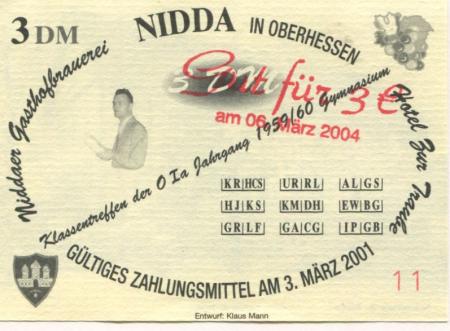 3 DM
NIDDA IN OBERHESSEN
Niddaer Gasthofbrauerei
5 DM
Gut für 3 €
am 06. März 2004
Klassentreffen der O Ia Jahrgang 1959/60 Gymnasium
Hotel Zur Traube
KR|HCS UR|RL AL|GS
HJ|KS KM|DH EW|BG
GR|LF GA|CG IP|GB
GÜLTIGES ZAHLUNGSMITTEL AM 3. MÄRZ 2001
11
Entwurf: Klaus Mann